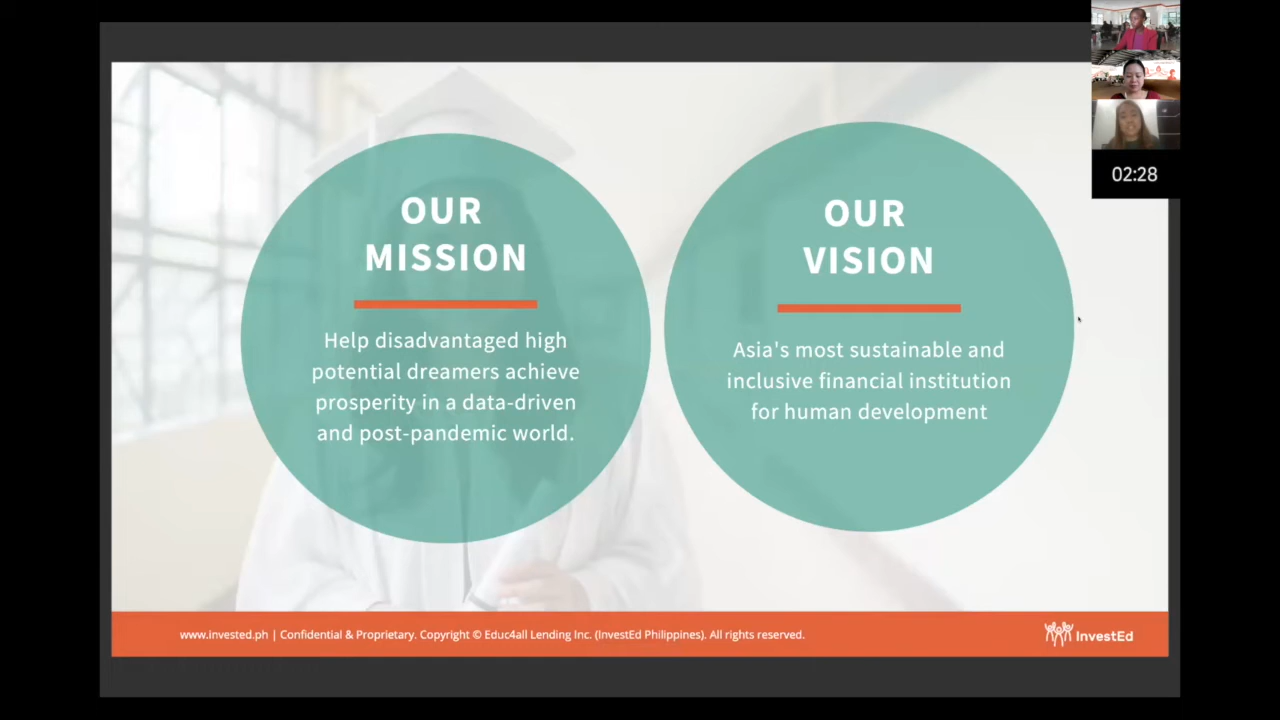 OUR
MISSION
Help disadvantaged high
potential dreamers achieve
prosperity in a data-driven
and post-pandemic world.
OUR
VISION
Asia's most sustainable and
inclusive financial institution
for human development
02:28
www.invested.ph | Confidential & Proprietary. Copyright © Educ4all Lending Inc. (InvestEd Philippines). All rights reserved.
InvestEd